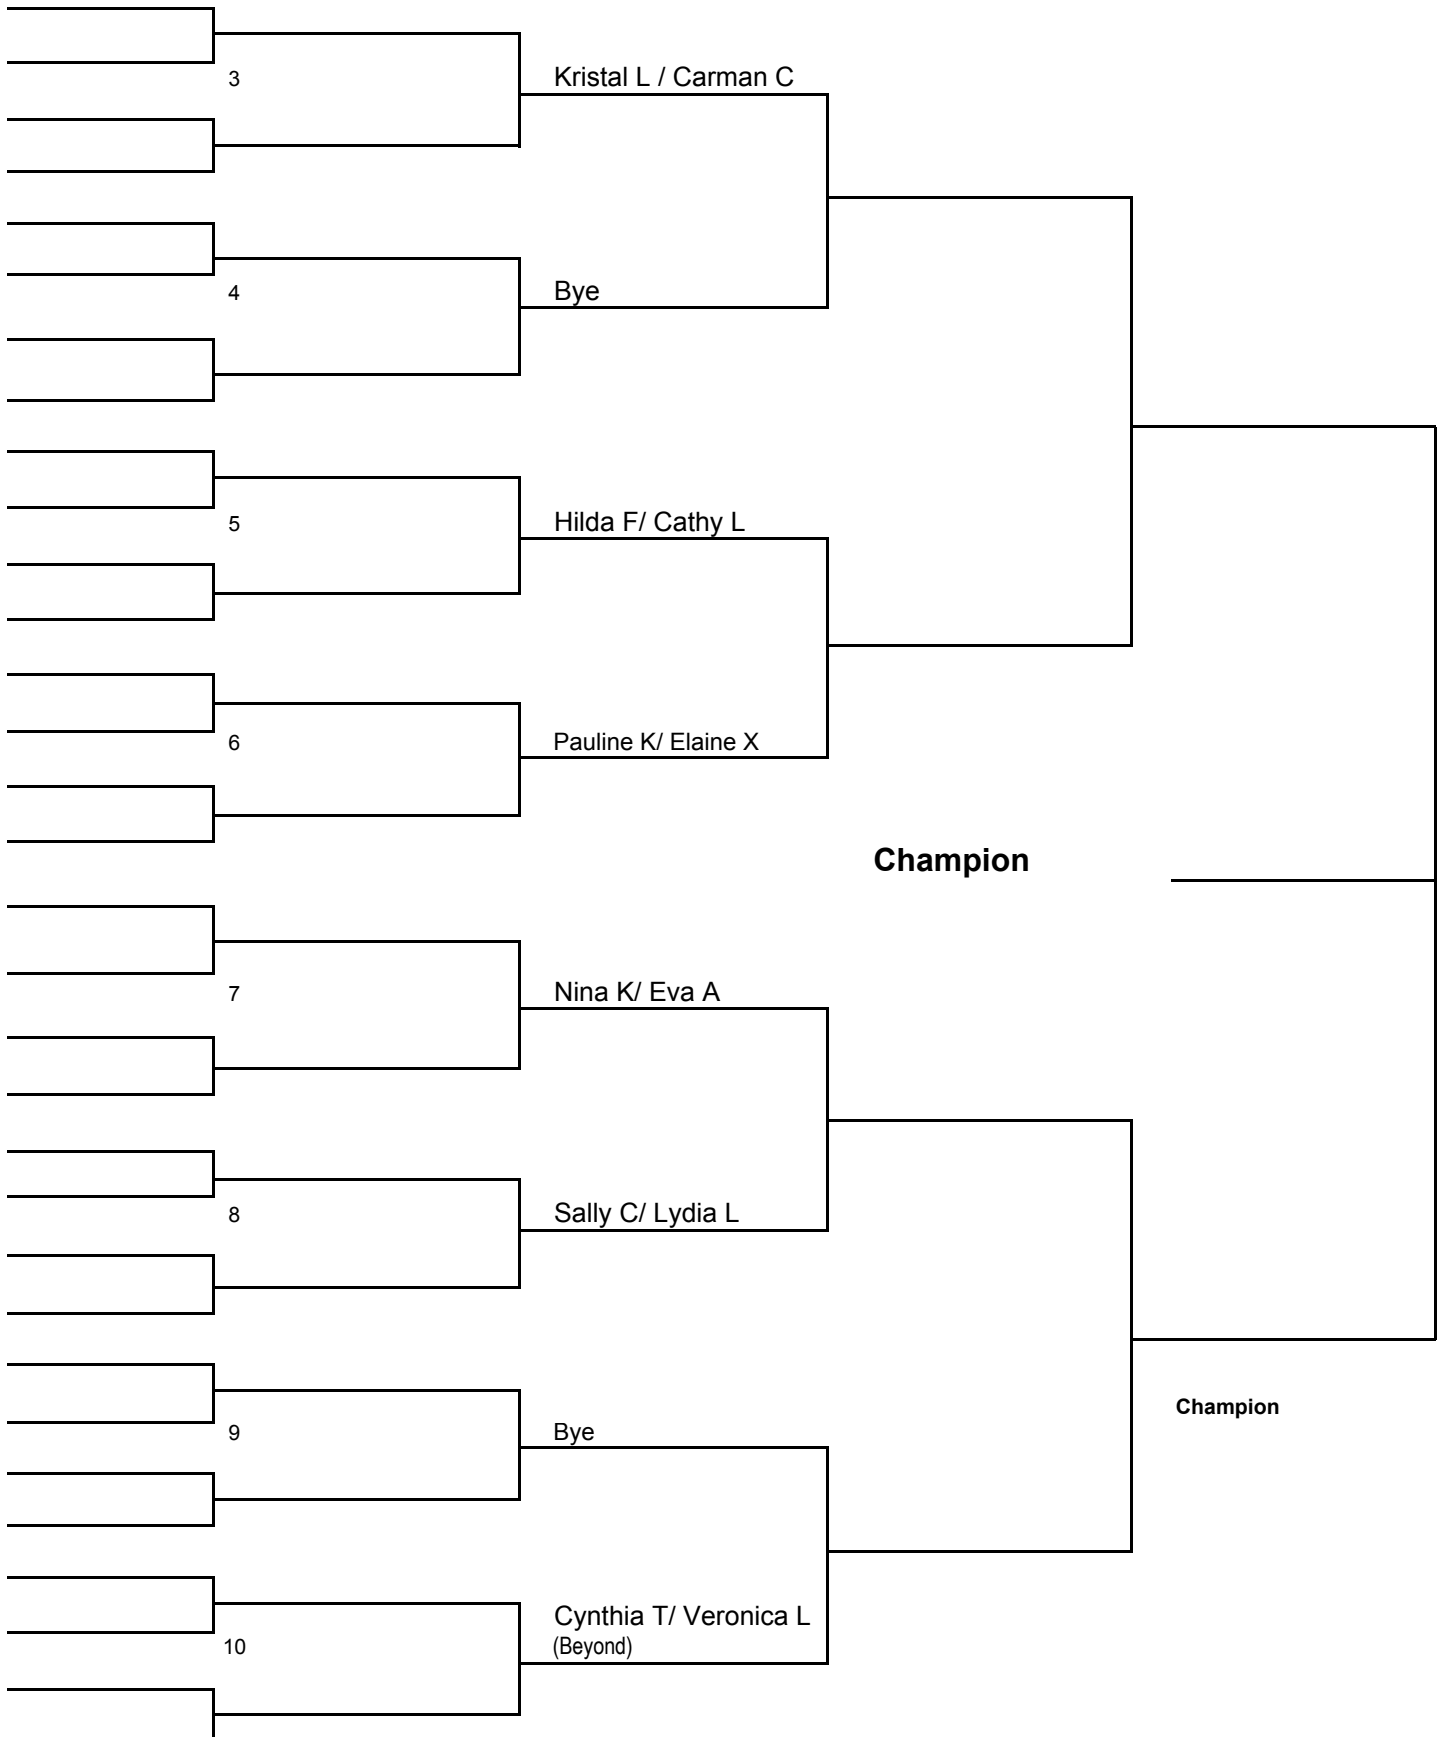 3
Kristal L / Carman C
4
Bye
5
Hilda F/ Cathy L
6
Pauline K/ Elaine X
Champion
7
Nina K/ Eva A
8
Sally C/ Lydia L
Champion
9
Bye
Cynthia T/ Veronica L
10
(Beyond)